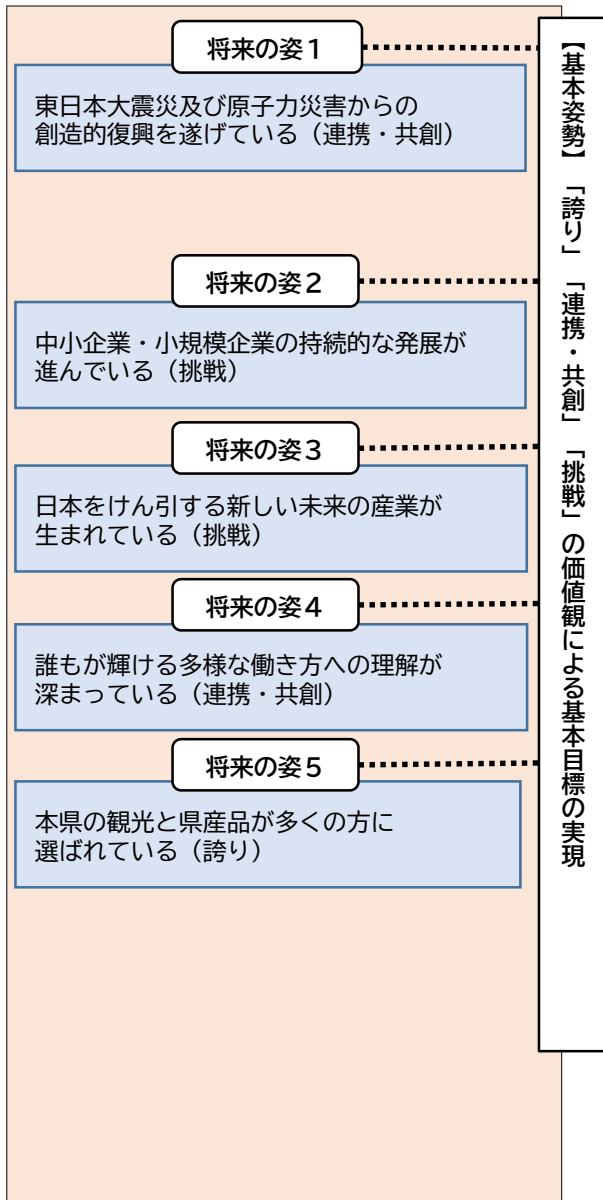 将来の姿１
東日本大震災及び原子力災害からの
創造的復興を遂げている（連携・共創）
将来の姿２
中小企業・小規模企業の持続的な発展が
進んでいる（挑戦）
将来の姿３
日本をけん引する新しい未来の産業が
生まれている（挑戦）
将来の姿４
誰もが輝ける多様な働き方への理解が
深まっている（連携・共創）
将来の姿５
本県の観光と県産品が多くの方に
選ばれている（誇り）
【基本姿勢】　「誇り」　「連携・共創」　「挑戦」の価値観による基本目標の実現